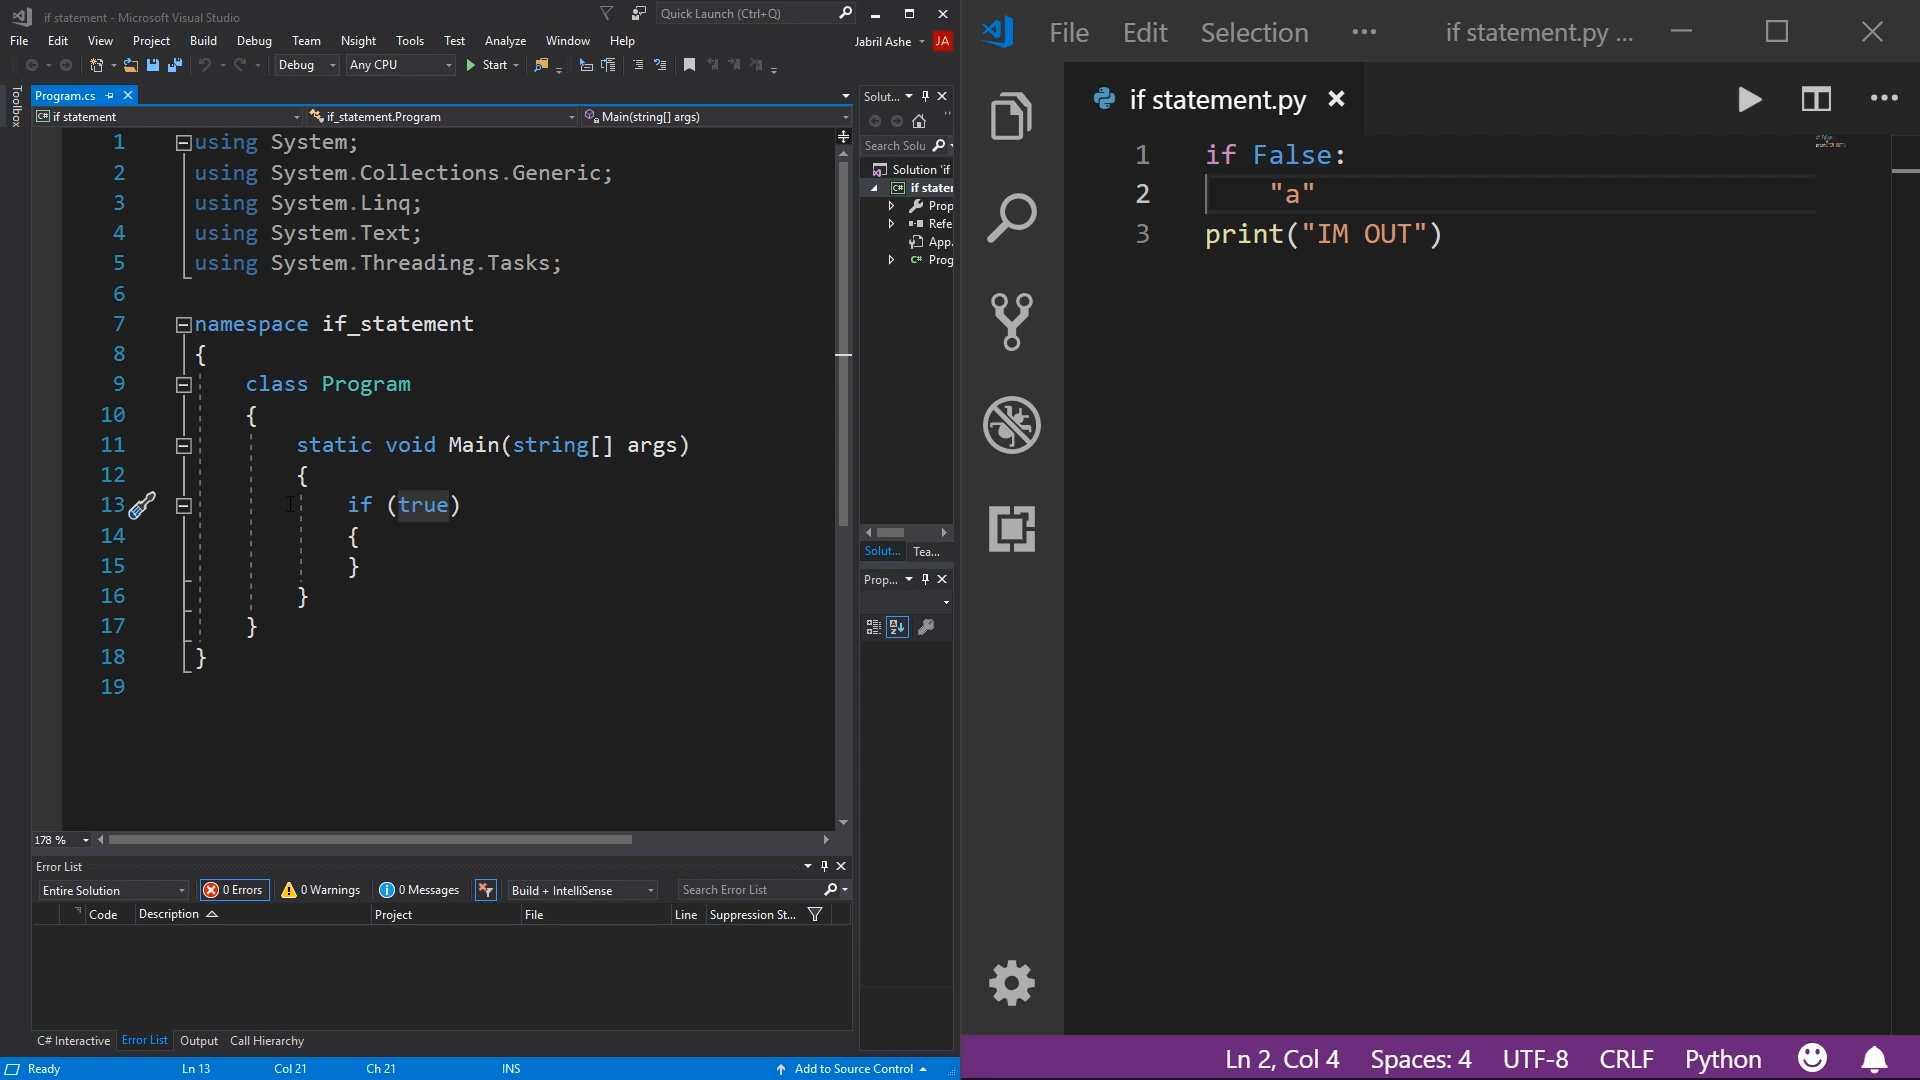 if statement - Microsoft Visual Studio
Quick Launch (Ctrl+Q)
File Edit View Project Build Debug Team Nsight Tools Test Analyze Window Help
Jabril Ashe JA
Debug Any CPU Start
Toolbox
Program.cs
if statement if_statement.Program Main(string[] args)
1 using System;
2 using System.Collections.Generic;
3 using System.Linq;
4 using System.Text;
5 using System.Threading.Tasks;
6
7 namespace if_statement
8 {
9 class Program
10 {
11 static void Main(string[] args)
12 {
13 if (true)
14 {
15 }
16 }
17 }
18 }
19
178 %
Solut...
Search Solu
Solution 'if
C# if stater
Prop
Refe
App.
C# Prog
Solut... Tea...
Prop...
Error List
Entire Solution 0 Errors 0 Warnings 0 Messages Build + IntelliSense Search Error List
Code Description Project File Line Suppression St...
C# Interactive Error List Output Call Hierarchy
Ready Ln 13 Col 21 Ch 21 INS Add to Source Control
File Edit Selection ... if statement.py ...
if statement.py
1 if False:
2 "a"
3 print("IM OUT")
Ln 2, Col 4 Spaces: 4 UTF-8 CRLF Python